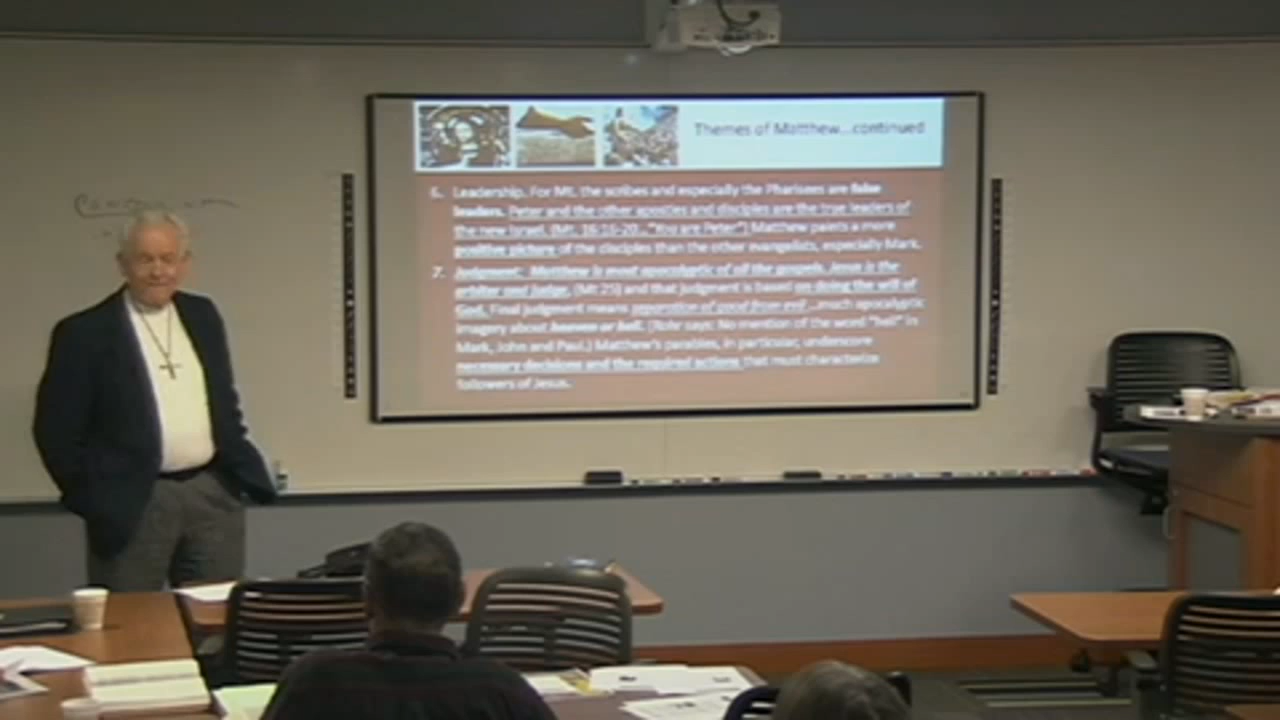 Themes of Matthew...continued
6. Leadership. For Mt. the scribes and especially the Pharisees are false
leaders. Peter and the other apostles and disciples are the true leaders of
the new Israel. (Mt. 16:16-20.."You are Peter") Matthew paints a more
positive picture of the disciples than the other evangelists, especially Mark.
7. Judgment. Matthew is most apocalyptic of all the gospels. Jesus is the
arbiter and judge. (Mt 25) and that judgment is based on doing the will of
God. Final judgment means separation of good from evil...much apocalyptic
imagery about heaven or hell. (Rohr says: No mention of the word "hell" in
Mark, John and Paul.) Matthew's parables, in particular, underscore
necessary decisions and the required actions that must characterize
followers of Jesus.